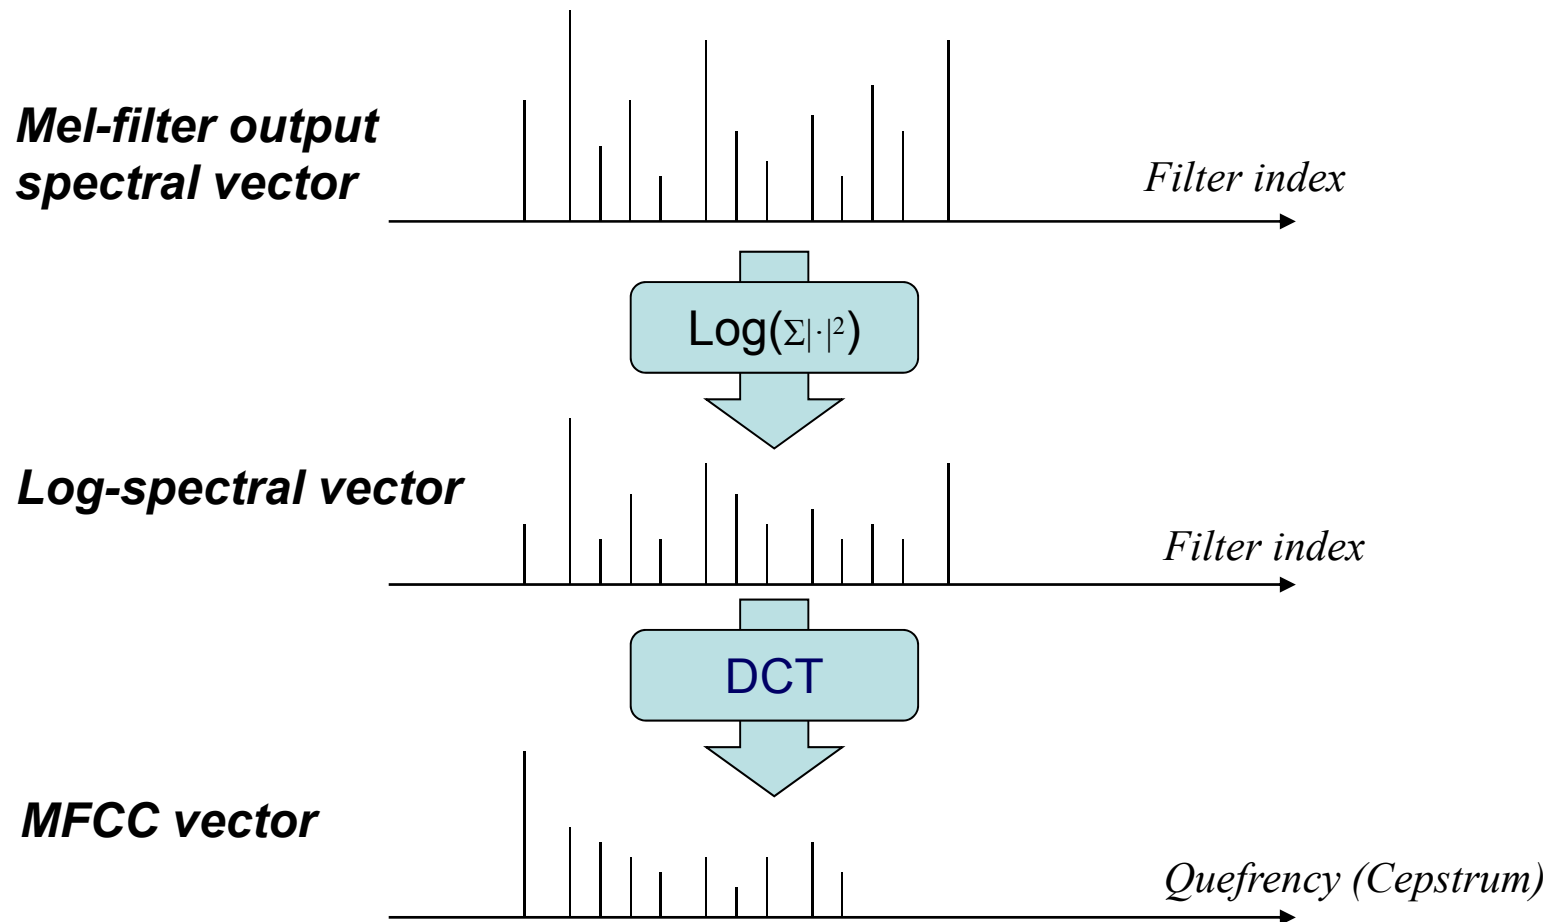 Mel-filter output
spectral vector
Filter index
Log(Σ|·|²)
Log-spectral vector
Filter index
DCT
MFCC vector
Quefrency (Cepstrum)